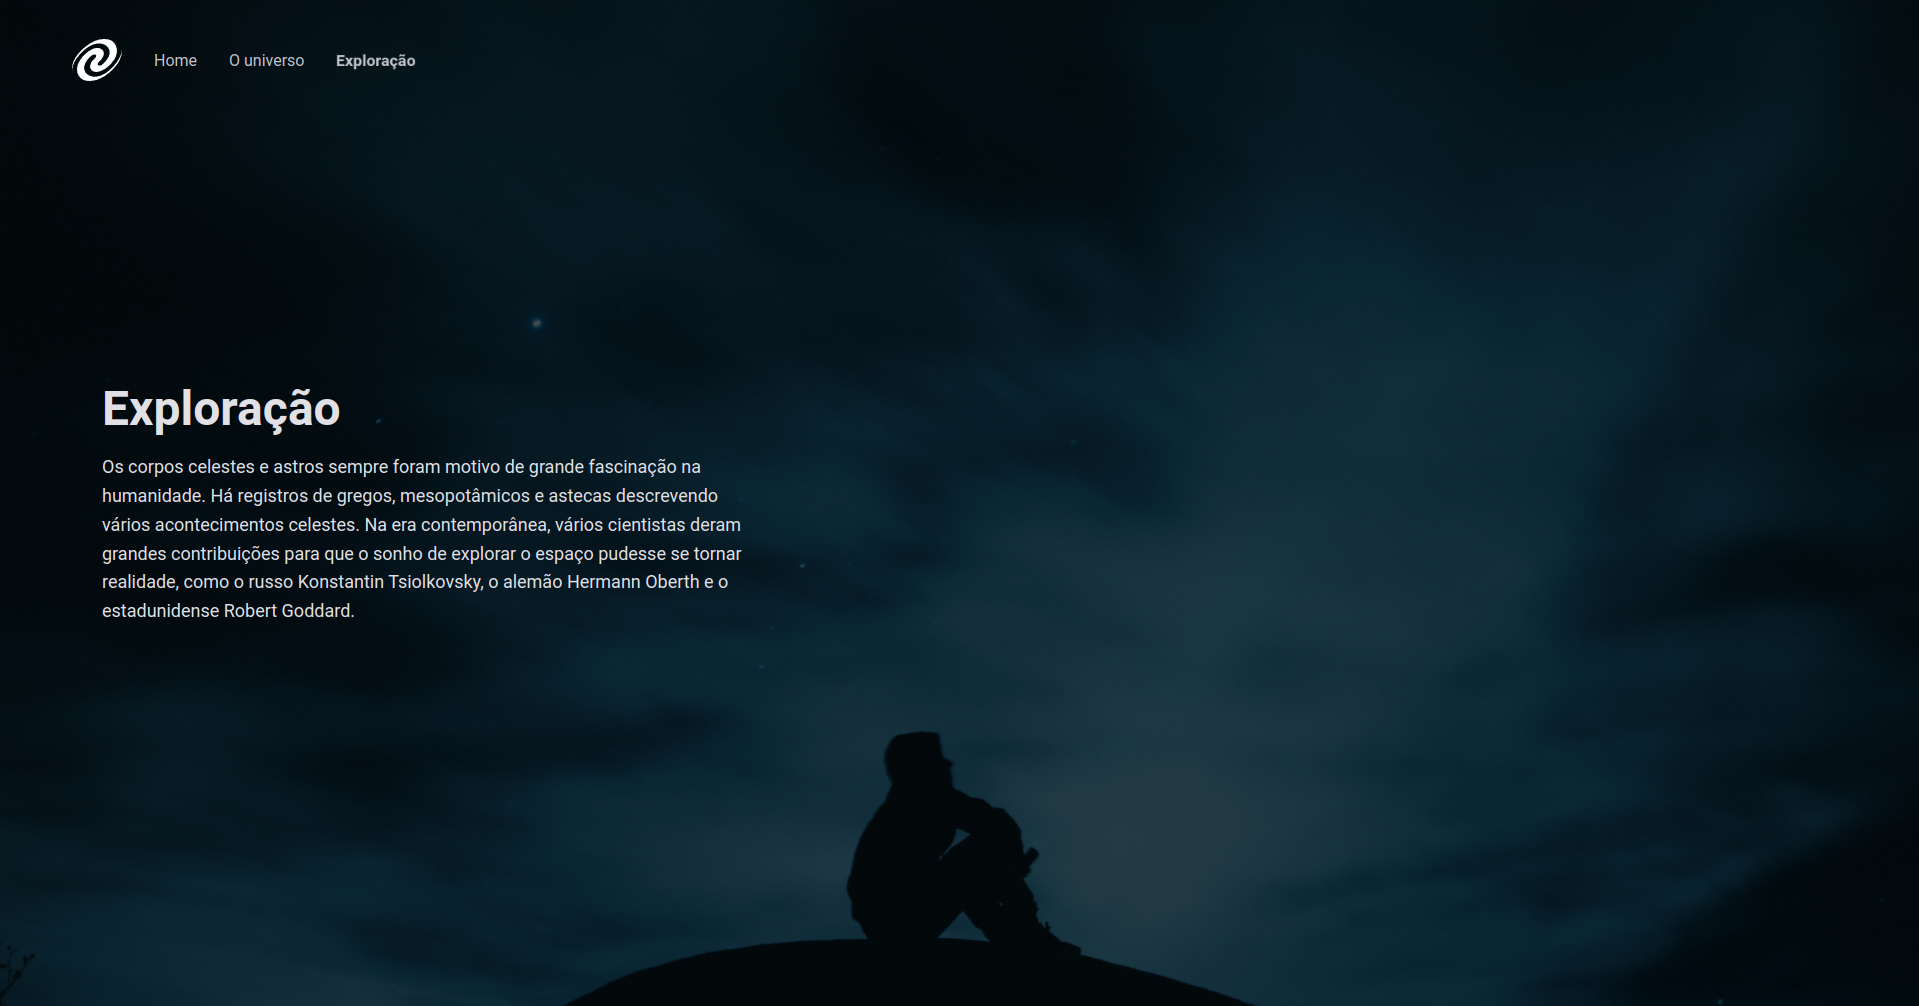 Home O universo Exploração
Exploração
Os corpos celestes e astros sempre foram motivo de grande fascinação na
humanidade. Há registros de gregos, mesopotâmicos e astecas descrevendo
vários acontecimentos celestes. Na era contemporânea, vários cientistas deram
grandes contribuições para que o sonho de explorar o espaço pudesse se tornar
realidade, como o russo Konstantin Tsiolkovsky, o alemão Hermann Oberth e o
estadunidense Robert Goddard.